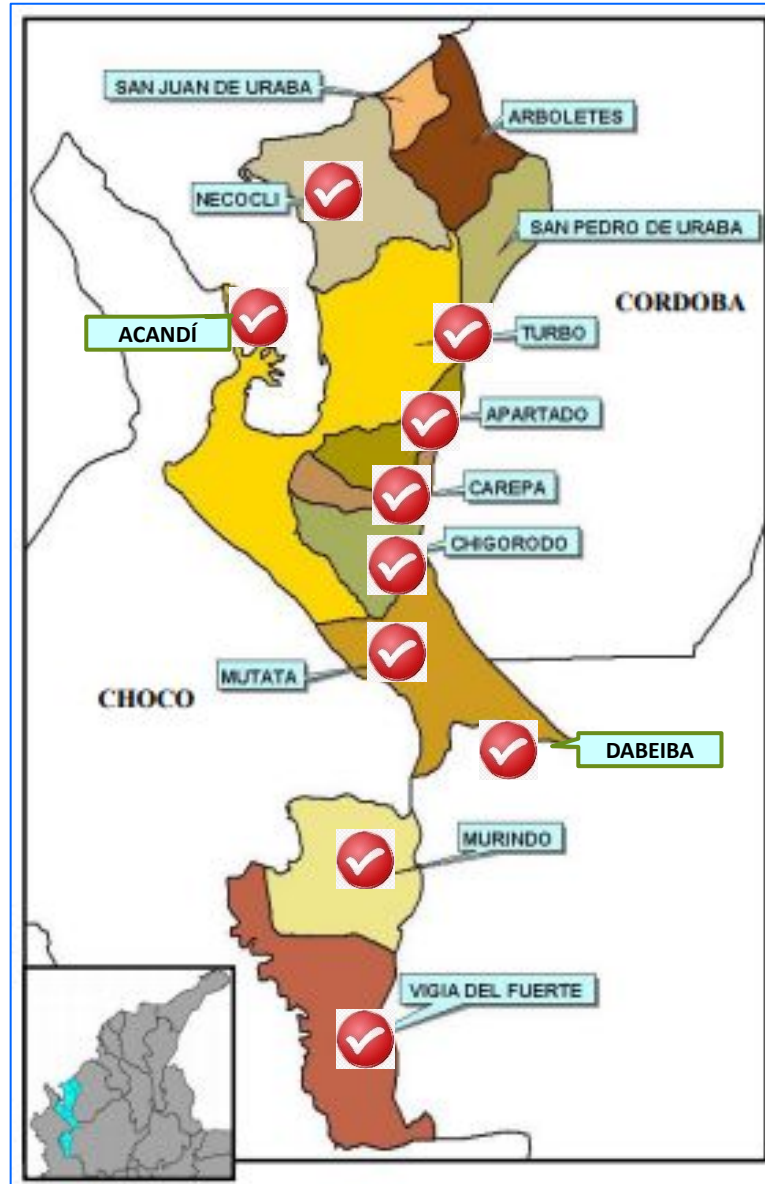 SAN JUAN DE URABA
ARBOLETES
NECOCLI
SAN PEDRO DE URABA
CORDOBA
ACANDÍ
TURBO
APARTADO
CAREPA
CHIGORODO
MUTATA
CHOCO
DABEIBA
MURINDO
VIGIA DEL FUERTE